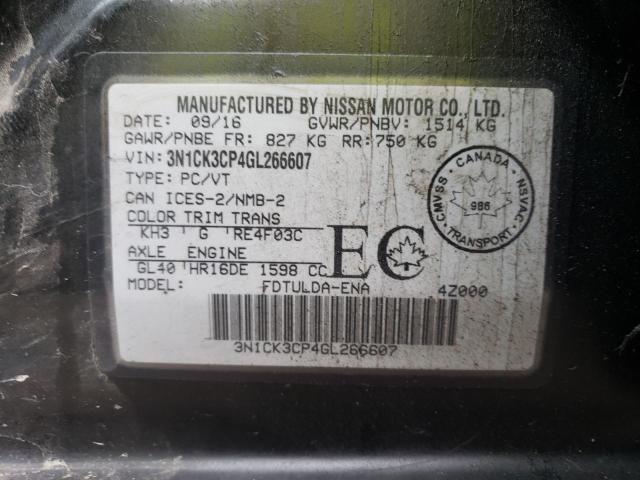 MANUFACTURED BY NISSAN MOTOR CO., LTD.
DATE: 09/16 GVWR/PNBV: 1514 KG
GAWR/PNBE FR: 827 KG RR: 750 KG
VIN: 3N1CK3CP4GL266607
TYPE: PC/VT
CAN ICES-2/NMB-2
COLOR TRIM TRANS
KH3 G RE4F03C
AXLE ENGINE
GL40 HR16DE 1598 CC
MODEL: FDTULDA-ENA 4Z000
EC
CMVSS CANADA NSVAC
986
TRANSPORT
3N1CK3CP4GL266607